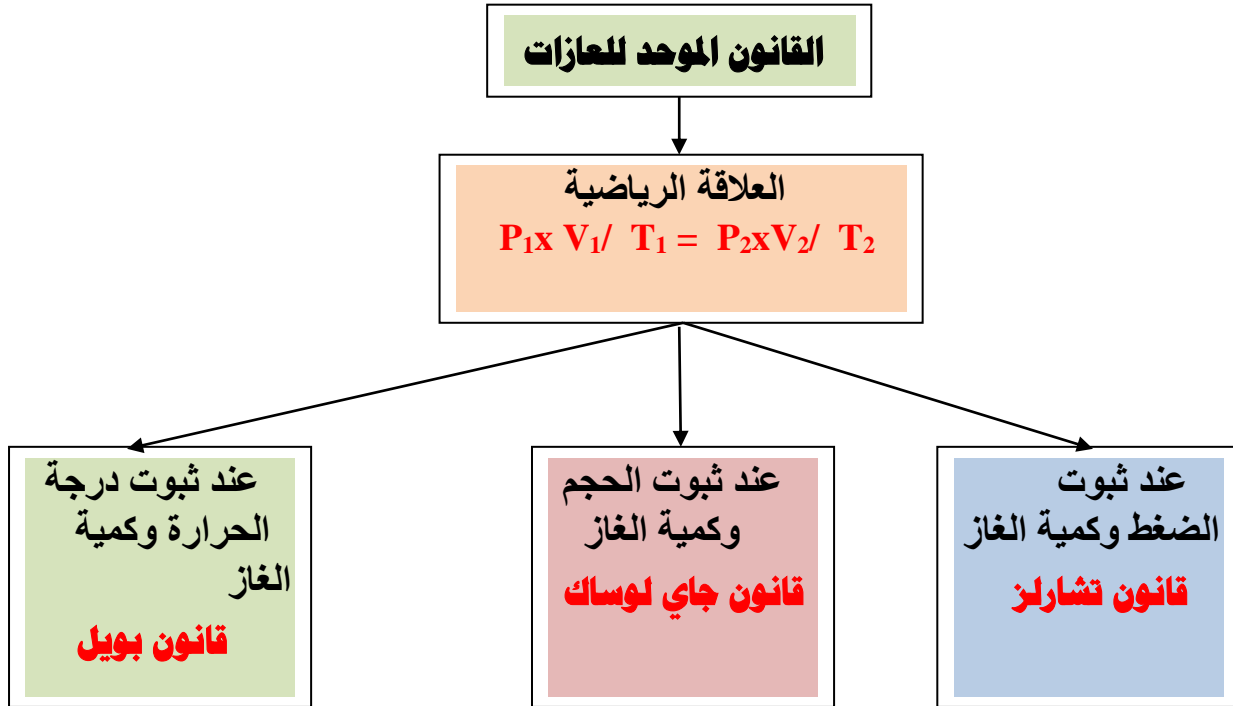 القانون الموحد للعازات
العلاقة الرياضية
P₁x V₁/ T₁ = P₂xV₂/ T₂
عند ثبوت
الضغط وكمية الغاز
قانون تشارلز
عند ثبوت الحجم
وكمية الغاز
قانون جاي لوساك
عند ثبوت درجة
الحرارة وكمية
الغاز
قانون بويل